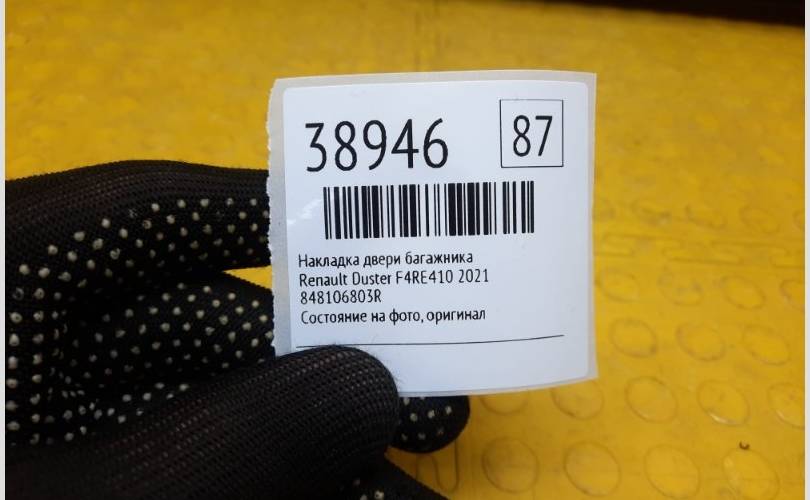 38946
87
Накладка двери багажника
Renault Duster F4RE410 2021
848106803R
Состояние на фото, оригинал